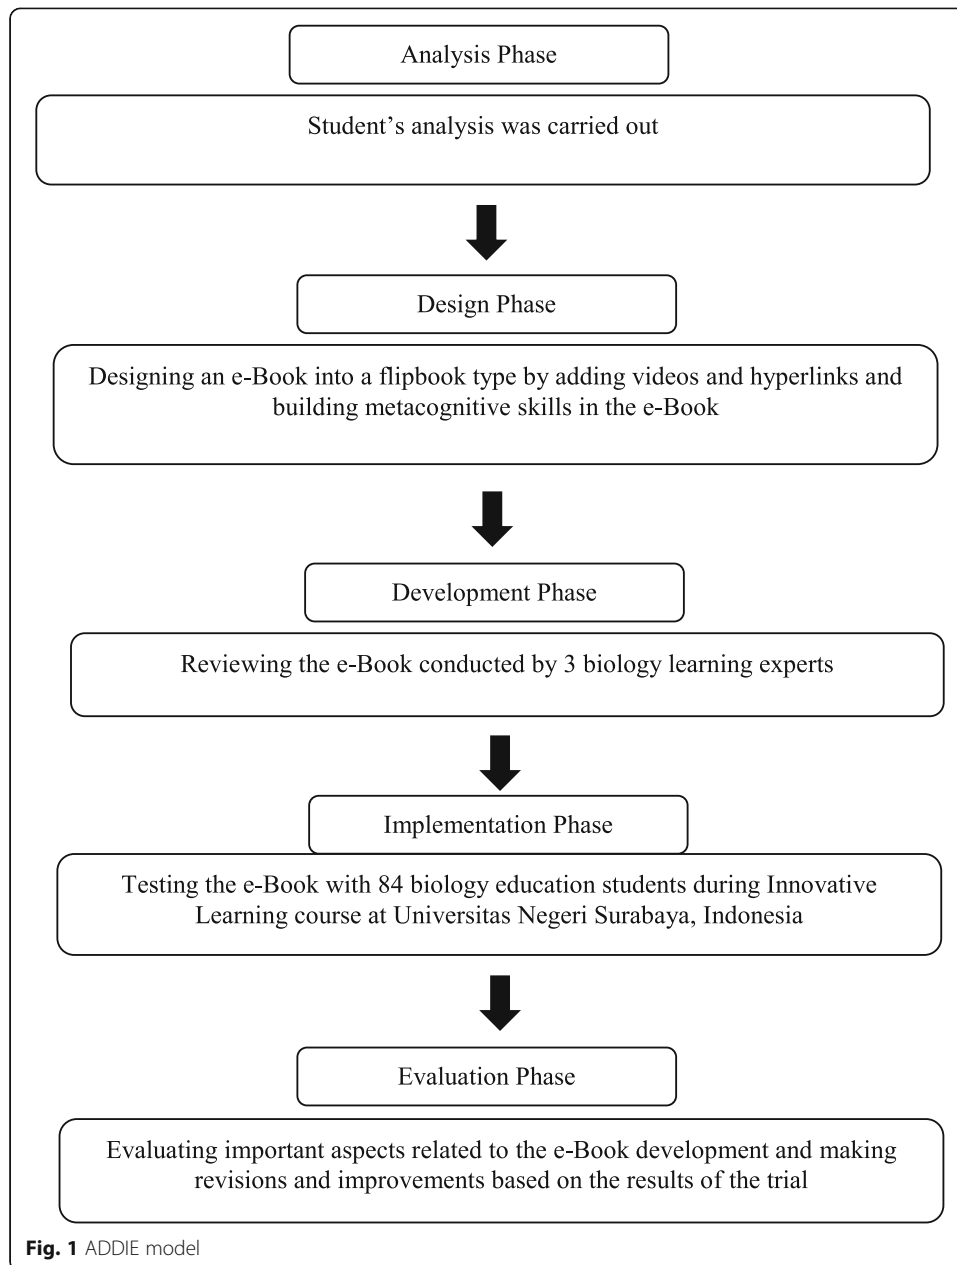 Analysis Phase
Student’s analysis was carried out
Design Phase
Designing an e-Book into a flipbook type by adding videos and hyperlinks and
building metacognitive skills in the e-Book
Development Phase
Reviewing the e-Book conducted by 3 biology learning experts
Implementation Phase
Testing the e-Book with 84 biology education students during Innovative
Learning course at Universitas Negeri Surabaya, Indonesia
Evaluation Phase
Evaluating important aspects related to the e-Book development and making
revisions and improvements based on the results of the trial
Fig. 1 ADDIE model